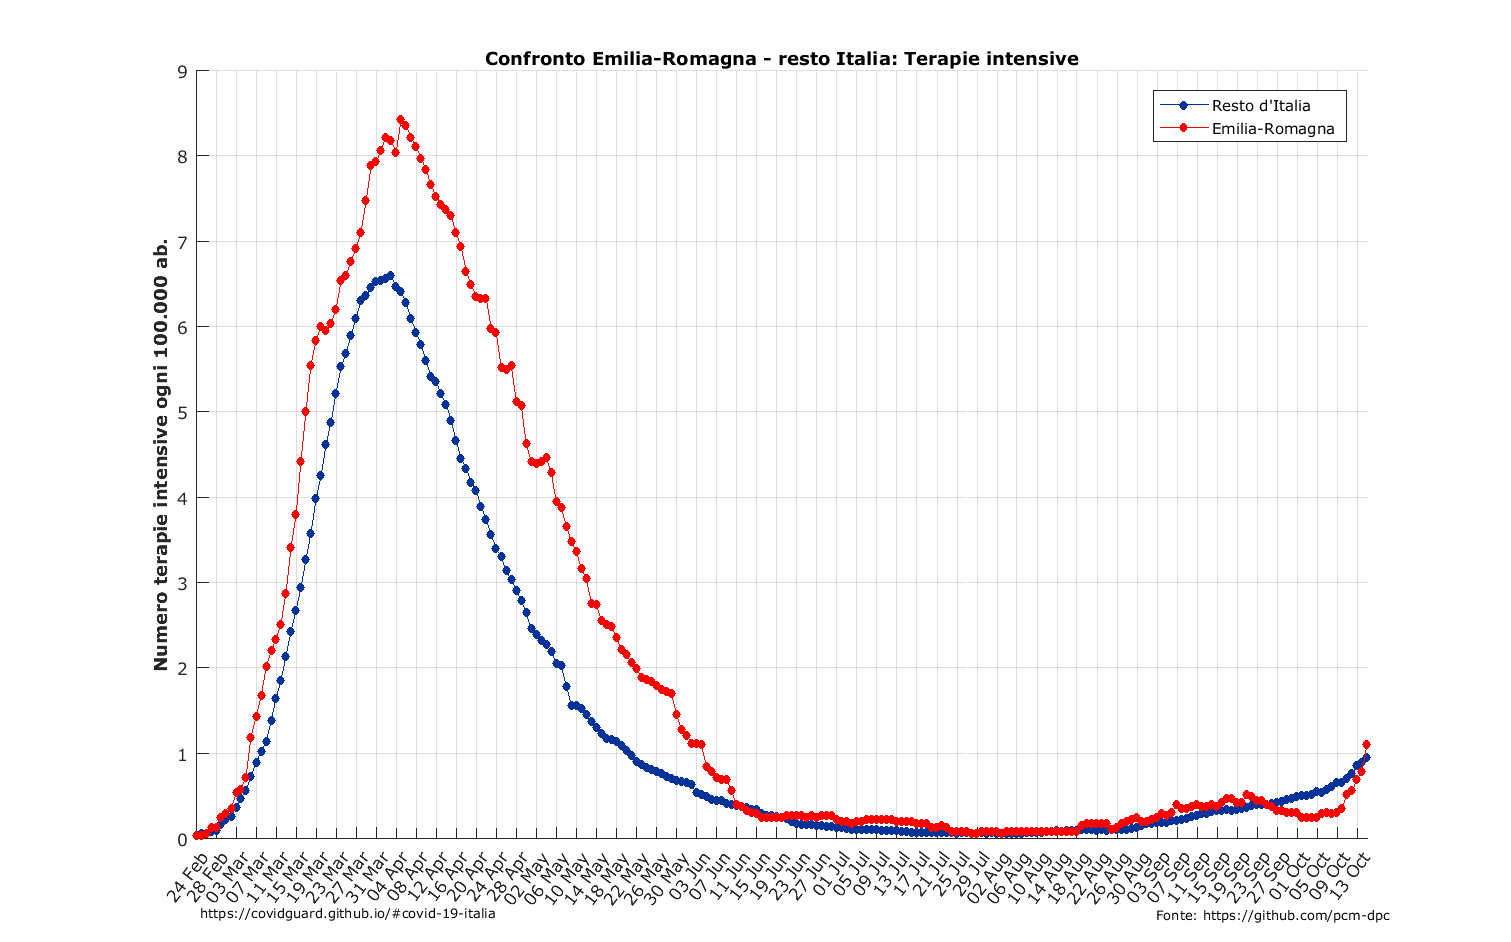 Confronto Emilia-Romagna - resto Italia: Terapie intensive
Resto d'Italia
Emilia-Romagna
Numero terapie intensive ogni 100.000 ab.
9
8
7
6
5
4
3
2
1
0
24 Feb
28 Feb
03 Mar
07 Mar
11 Mar
15 Mar
19 Mar
23 Mar
27 Mar
31 Mar
04 Apr
08 Apr
12 Apr
16 Apr
20 Apr
24 Apr
28 Apr
02 May
06 May
10 May
14 May
18 May
22 May
26 May
30 May
03 Jun
07 Jun
11 Jun
15 Jun
19 Jun
23 Jun
27 Jun
01 Jul
05 Jul
09 Jul
13 Jul
17 Jul
21 Jul
25 Jul
29 Jul
02 Aug
06 Aug
10 Aug
14 Aug
18 Aug
22 Aug
26 Aug
30 Aug
03 Sep
07 Sep
11 Sep
15 Sep
19 Sep
23 Sep
27 Sep
01 Oct
05 Oct
09 Oct
13 Oct
https://covidguard.github.io/#covid-19-italia
Fonte: https://github.com/pcm-dpc